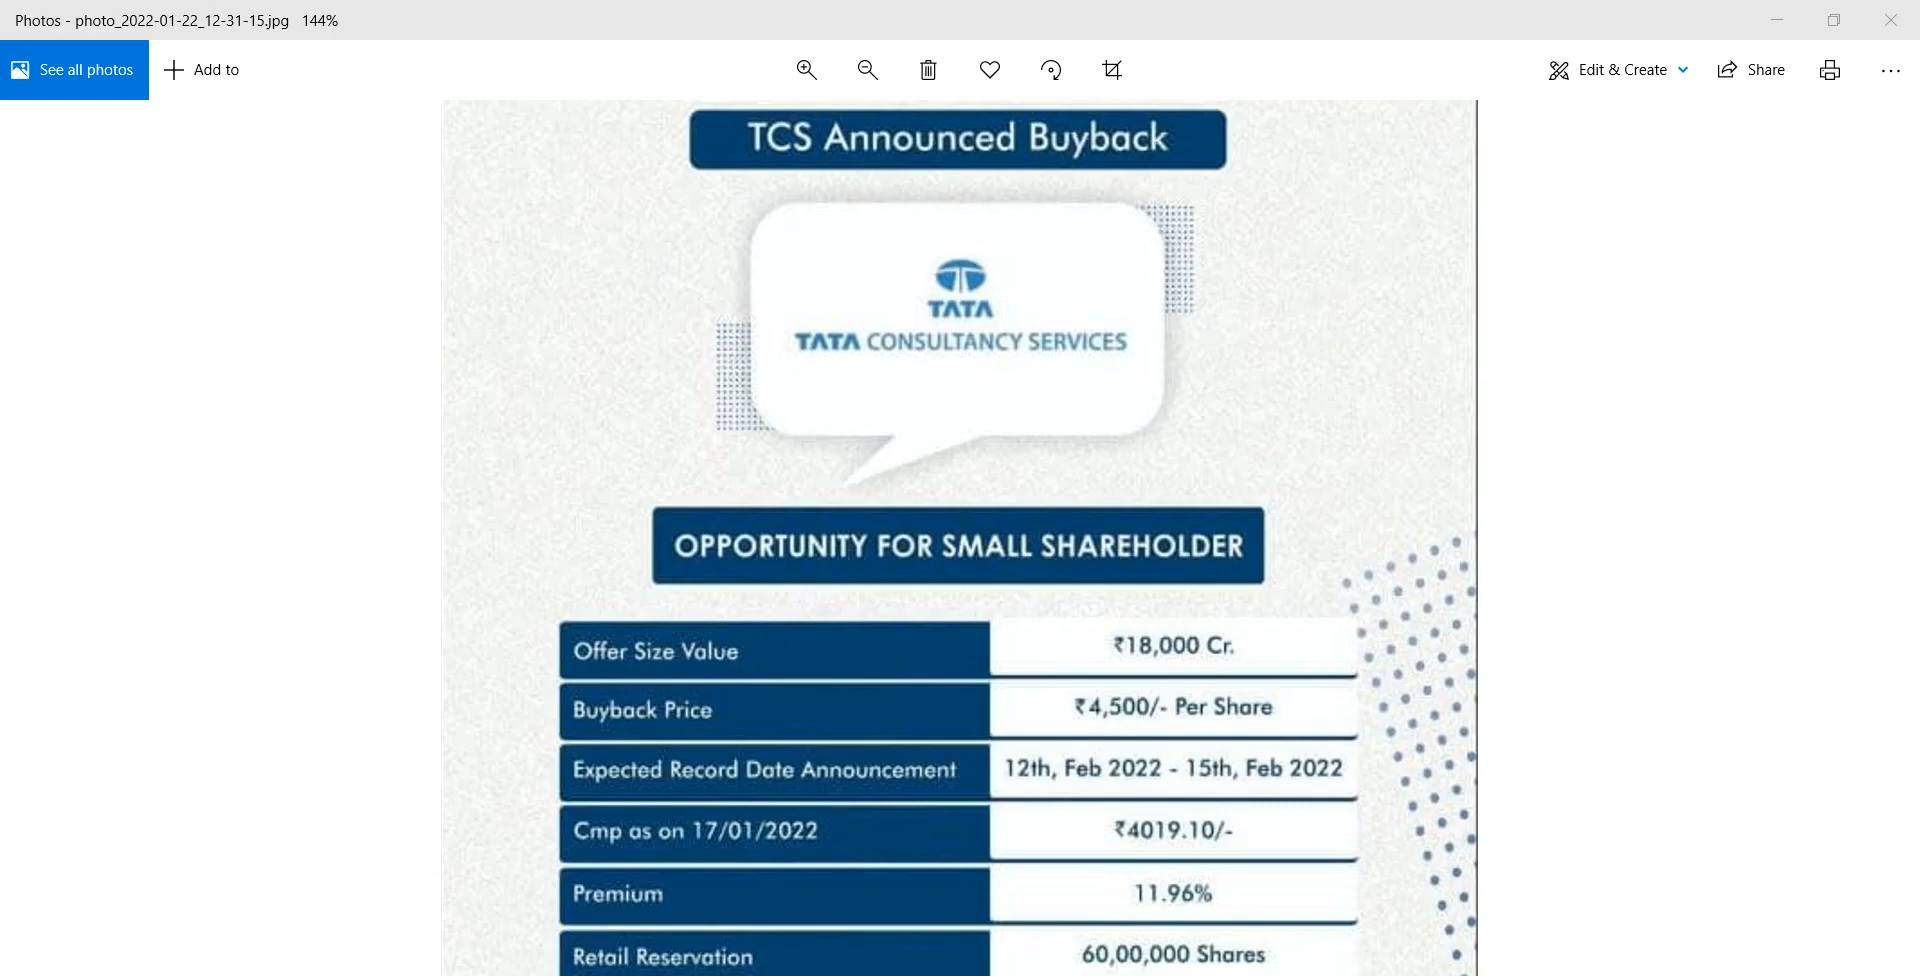 Photos - photo_2022-01-22_12-31-15.jpg 144%
See all photos
Add to
Edit & Create
Share
TCS Announced Buyback
TATA
TATA CONSULTANCY SERVICES
OPPORTUNITY FOR SMALL SHAREHOLDER
Offer Size Value ₹18,000 Cr.
Buyback Price ₹4,500/- Per Share
Expected Record Date Announcement 12th, Feb 2022 - 15th, Feb 2022
Cmp as on 17/01/2022 ₹4019.10/-
Premium 11.96%
Retail Reservation 60,00,000 Shares